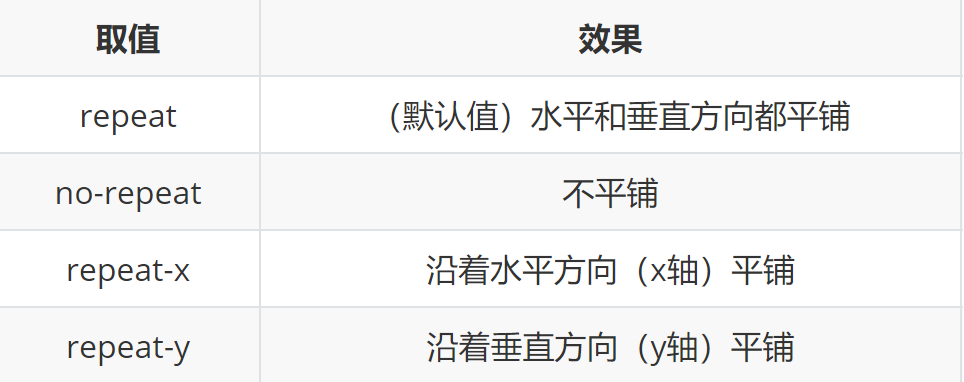 取值 效果
repeat （默认值）水平和垂直方向都平铺
no-repeat 不平铺
repeat-x 沿着水平方向（x轴）平铺
repeat-y 沿着垂直方向（y轴）平铺